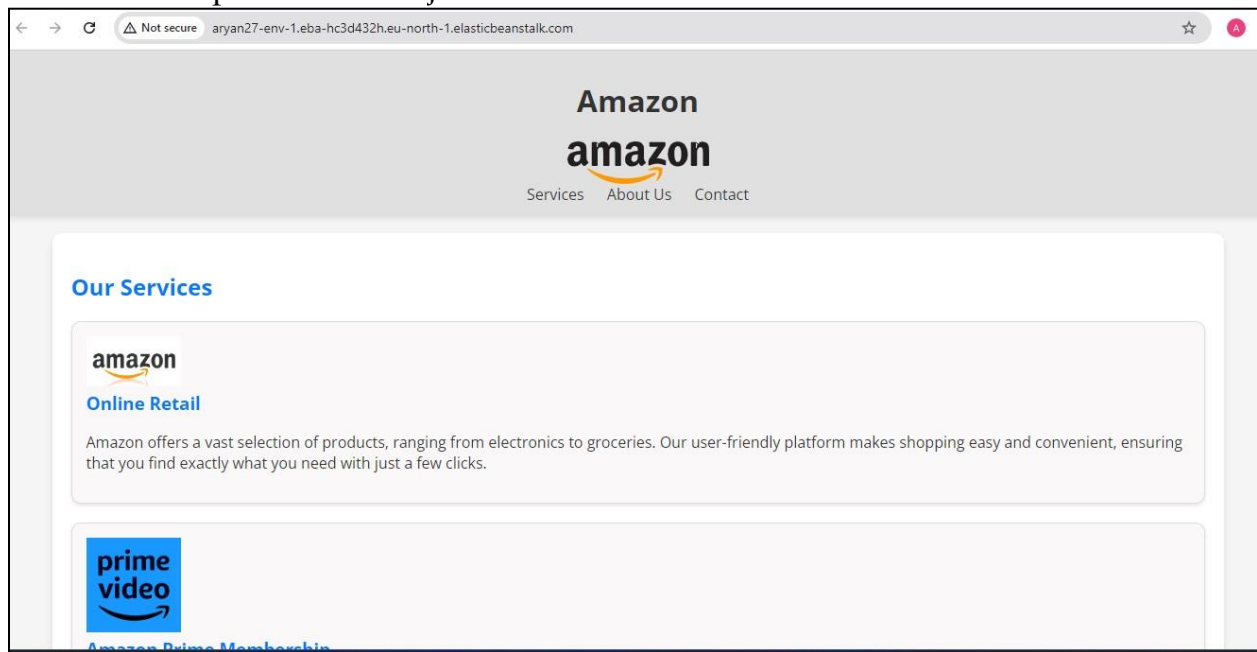 Not secure aryan27-env-1.eba-hc3d432h.eu-north-1.elasticbeanstalk.com A
Amazon
amazon
Services About Us Contact
Our Services
amazon
Online Retail
Amazon offers a vast selection of products, ranging from electronics to groceries. Our user-friendly platform makes shopping easy and convenient, ensuring
that you find exactly what you need with just a few clicks.
prime
video
Amazon Prime Membership